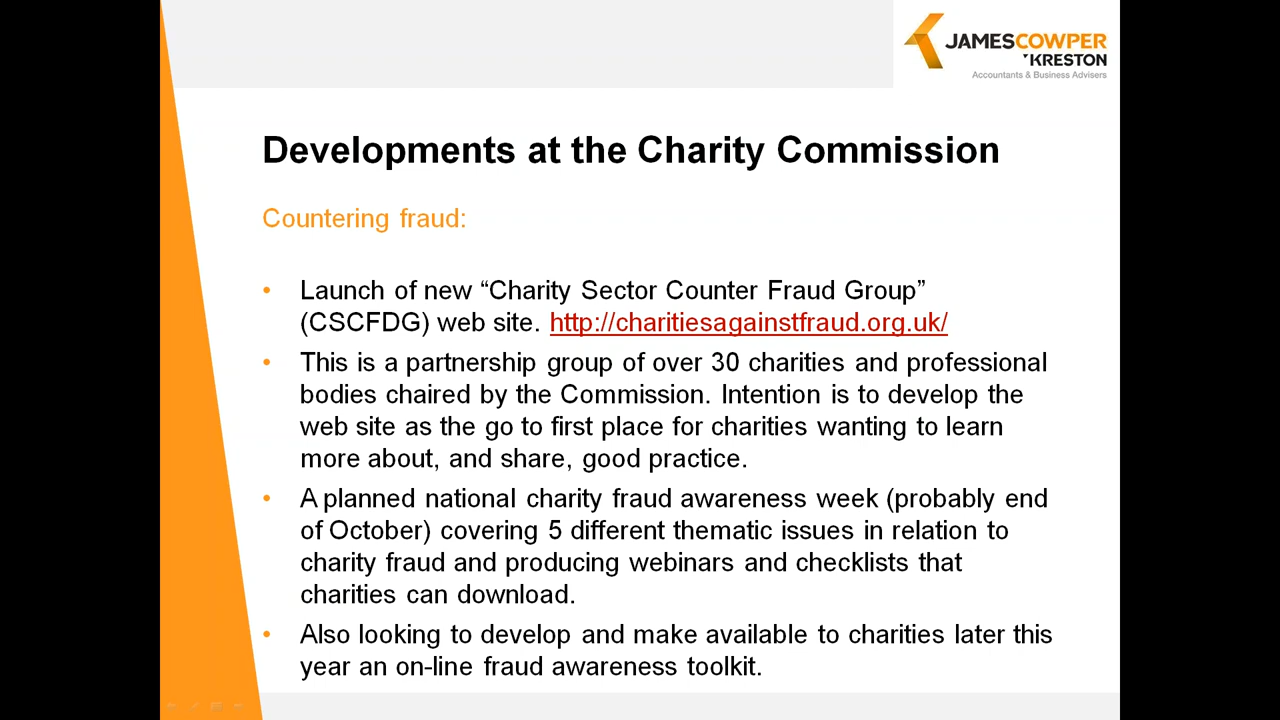 JAMESCOWPER
KRESTON
Accountants & Business Advisers
Developments at the Charity Commission
Countering fraud:
• Launch of new “Charity Sector Counter Fraud Group”
(CSCFDG) web site. http://charitiesagainstfraud.org.uk/
• This is a partnership group of over 30 charities and professional
bodies chaired by the Commission. Intention is to develop the
web site as the go to first place for charities wanting to learn
more about, and share, good practice.
• A planned national charity fraud awareness week (probably end
of October) covering 5 different thematic issues in relation to
charity fraud and producing webinars and checklists that
charities can download.
• Also looking to develop and make available to charities later this
year an on-line fraud awareness toolkit.